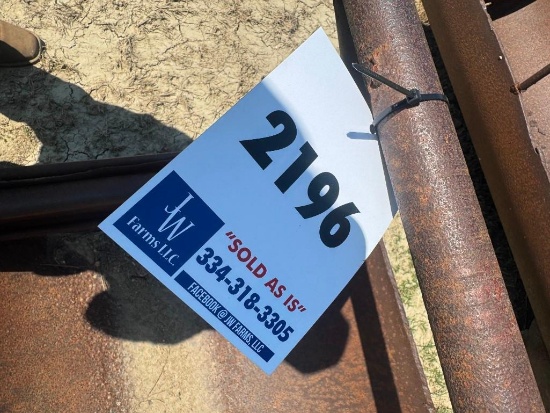 2196
JW
Farms LLC.
"SOLD AS IS"
334-318-3305
FACEBOOK @ JW FARMS, LLC